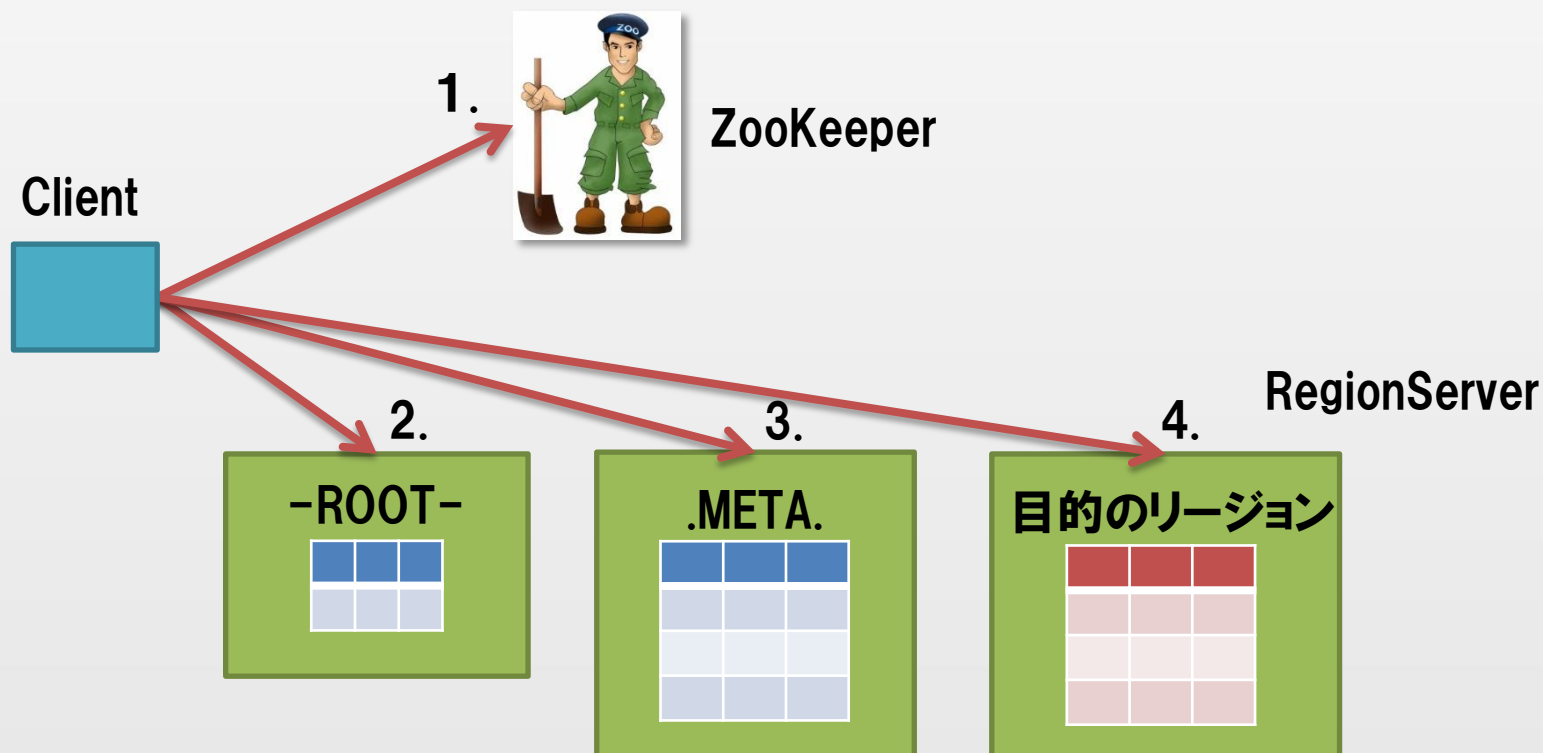 ZOO
1.
ZooKeeper
Client
RegionServer
2.
3.
4.
-ROOT-
.META.
目的のリージョン